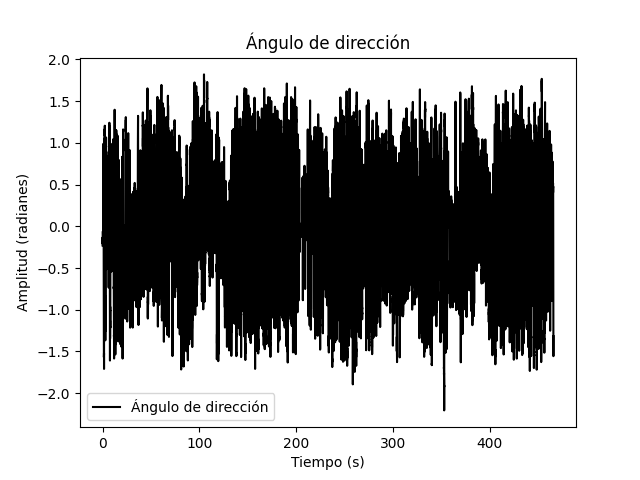 Ángulo de dirección
2.0
1.5
1.0
0.5
0.0
−0.5
−1.0
−1.5
−2.0
Amplitud (radianes)
Ángulo de dirección
0 100 200 300 400
Tiempo (s)